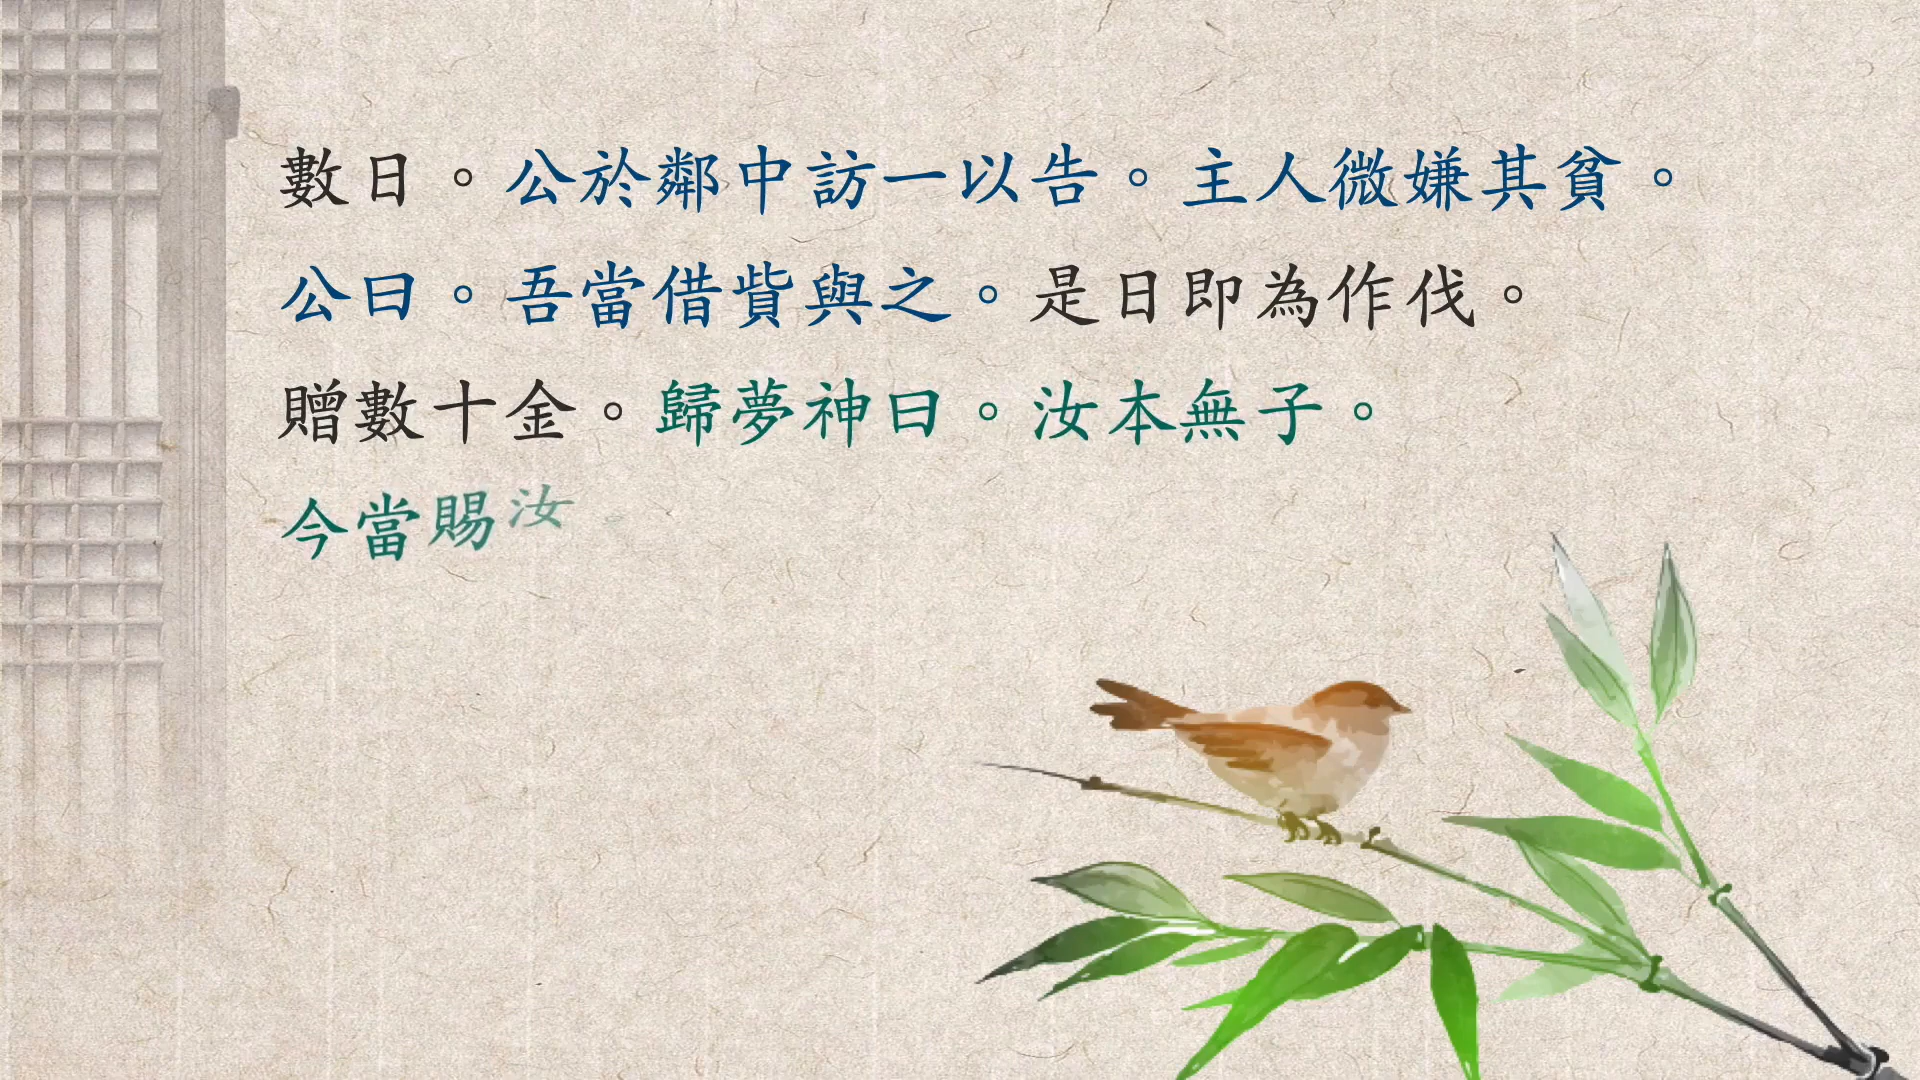 數日。公於鄰中訪一以告。主人微嫌其貧。
公曰。吾當借貲與之。是日即為作伐。
贈數十金。歸夢神曰。汝本無子。
今當賜汝